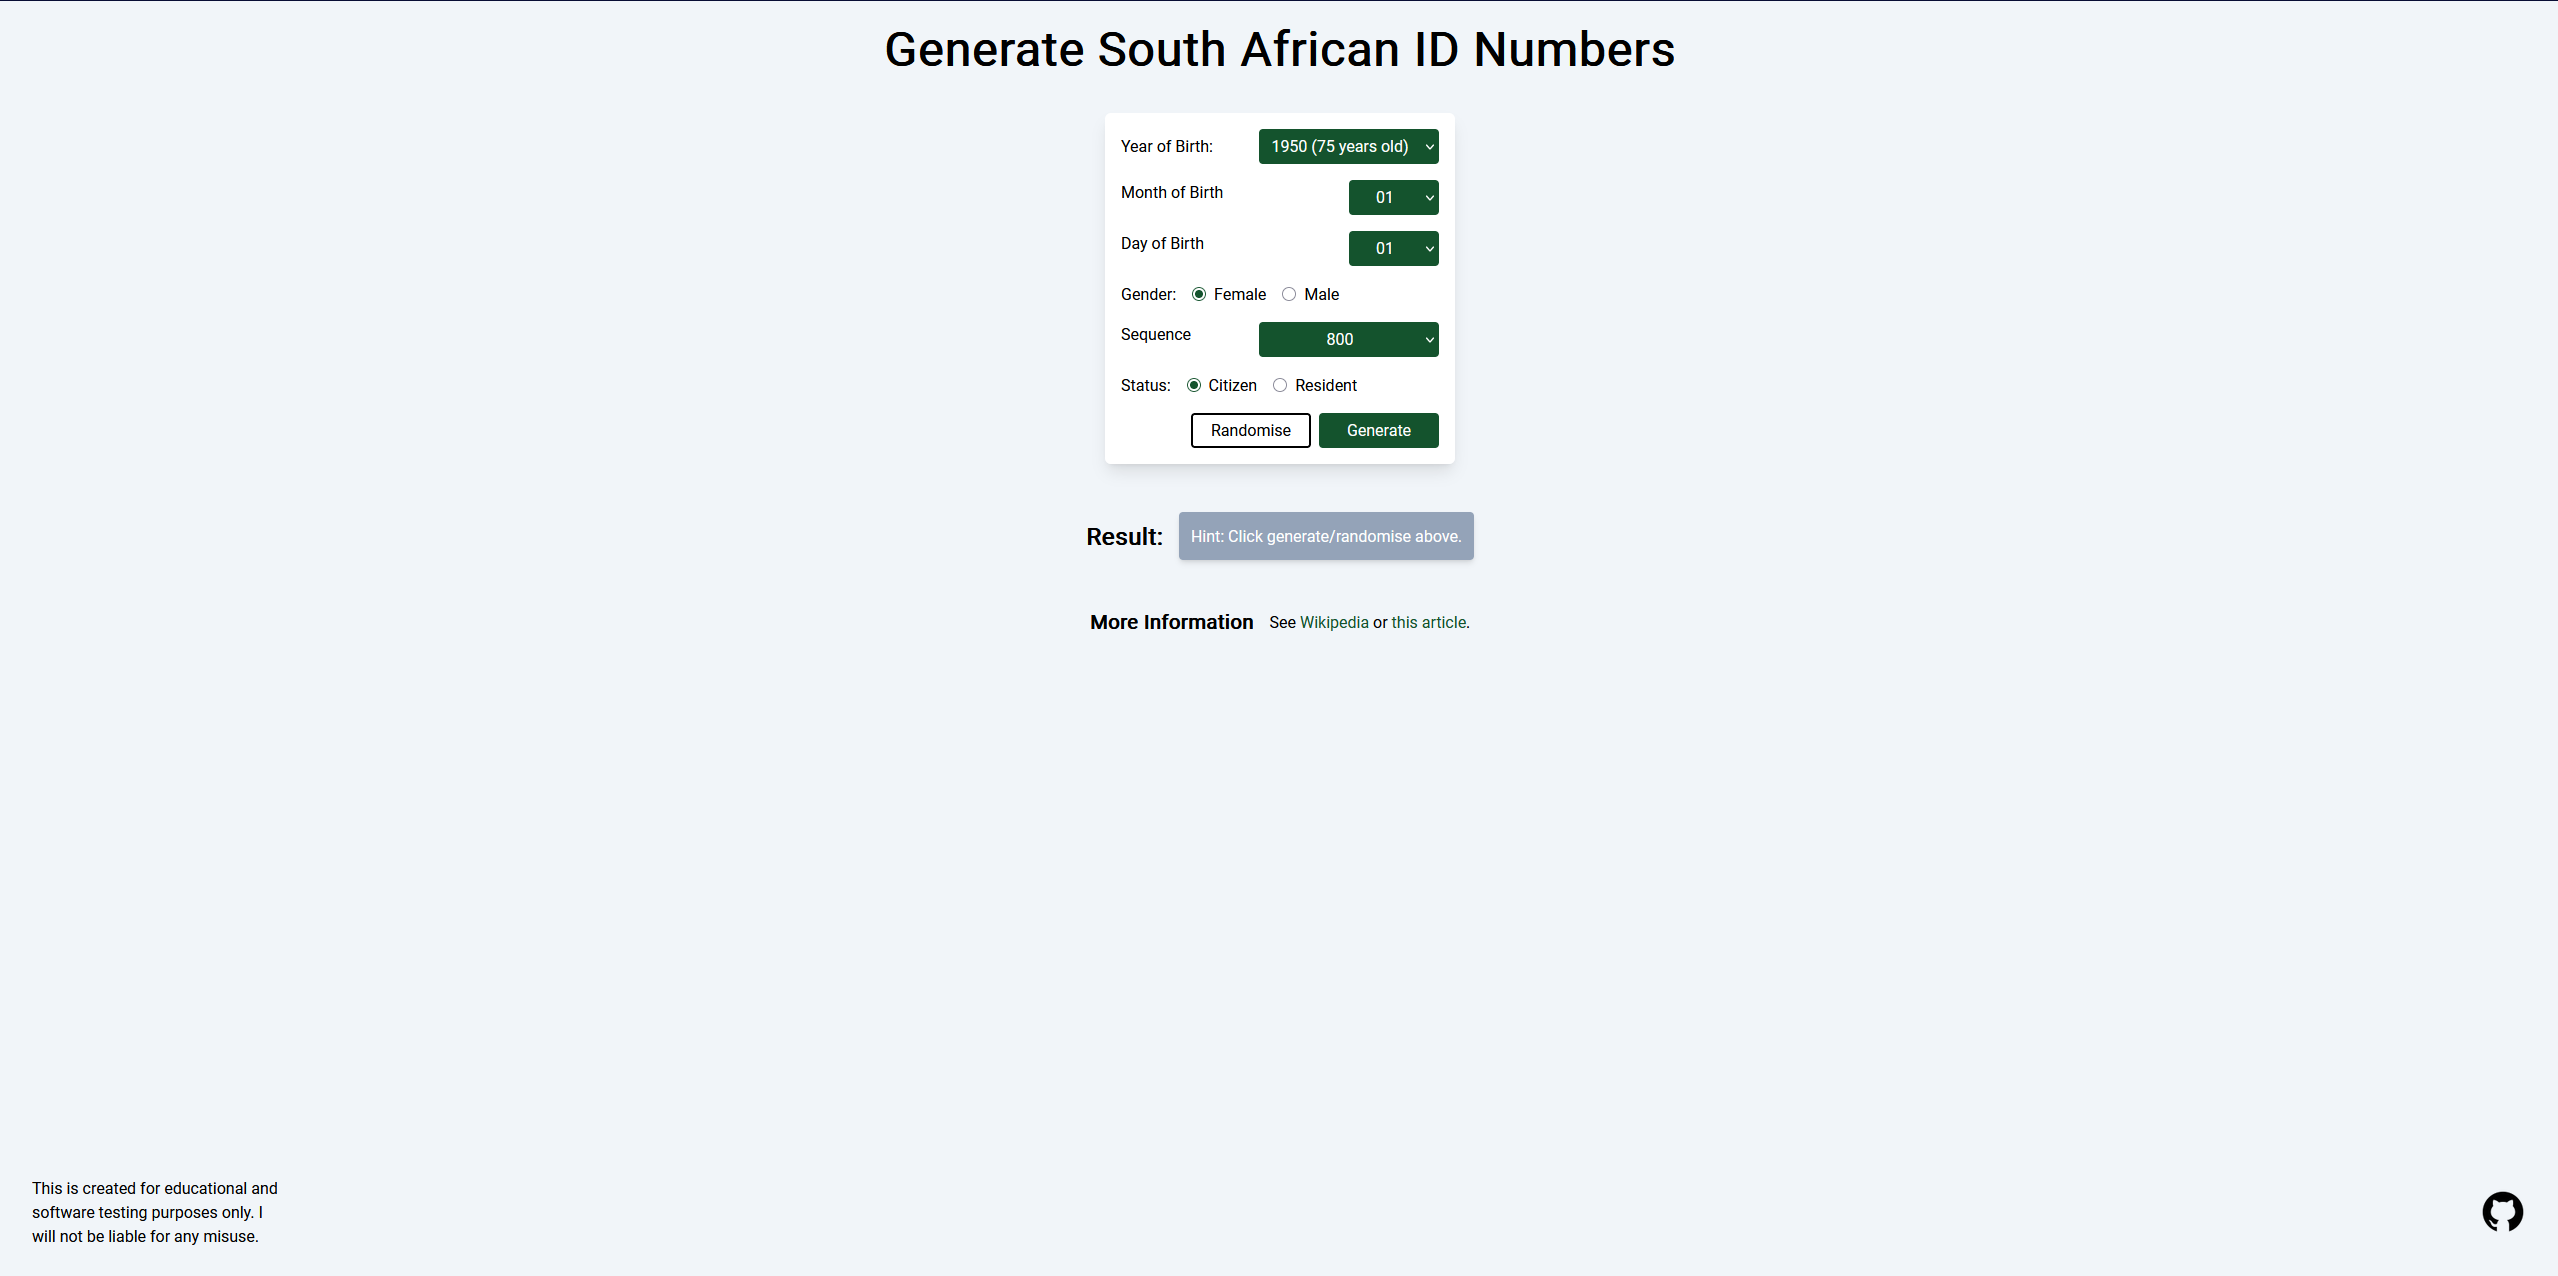 Generate South African ID Numbers
Year of Birth: 1950 (75 years old)
Month of Birth 01
Day of Birth 01
Gender: Female Male
Sequence 800
Status: Citizen Resident
Randomise Generate
Result: Hint: Click generate/randomise above.
More Information See Wikipedia or this article.
This is created for educational and
software testing purposes only. I
will not be liable for any misuse.